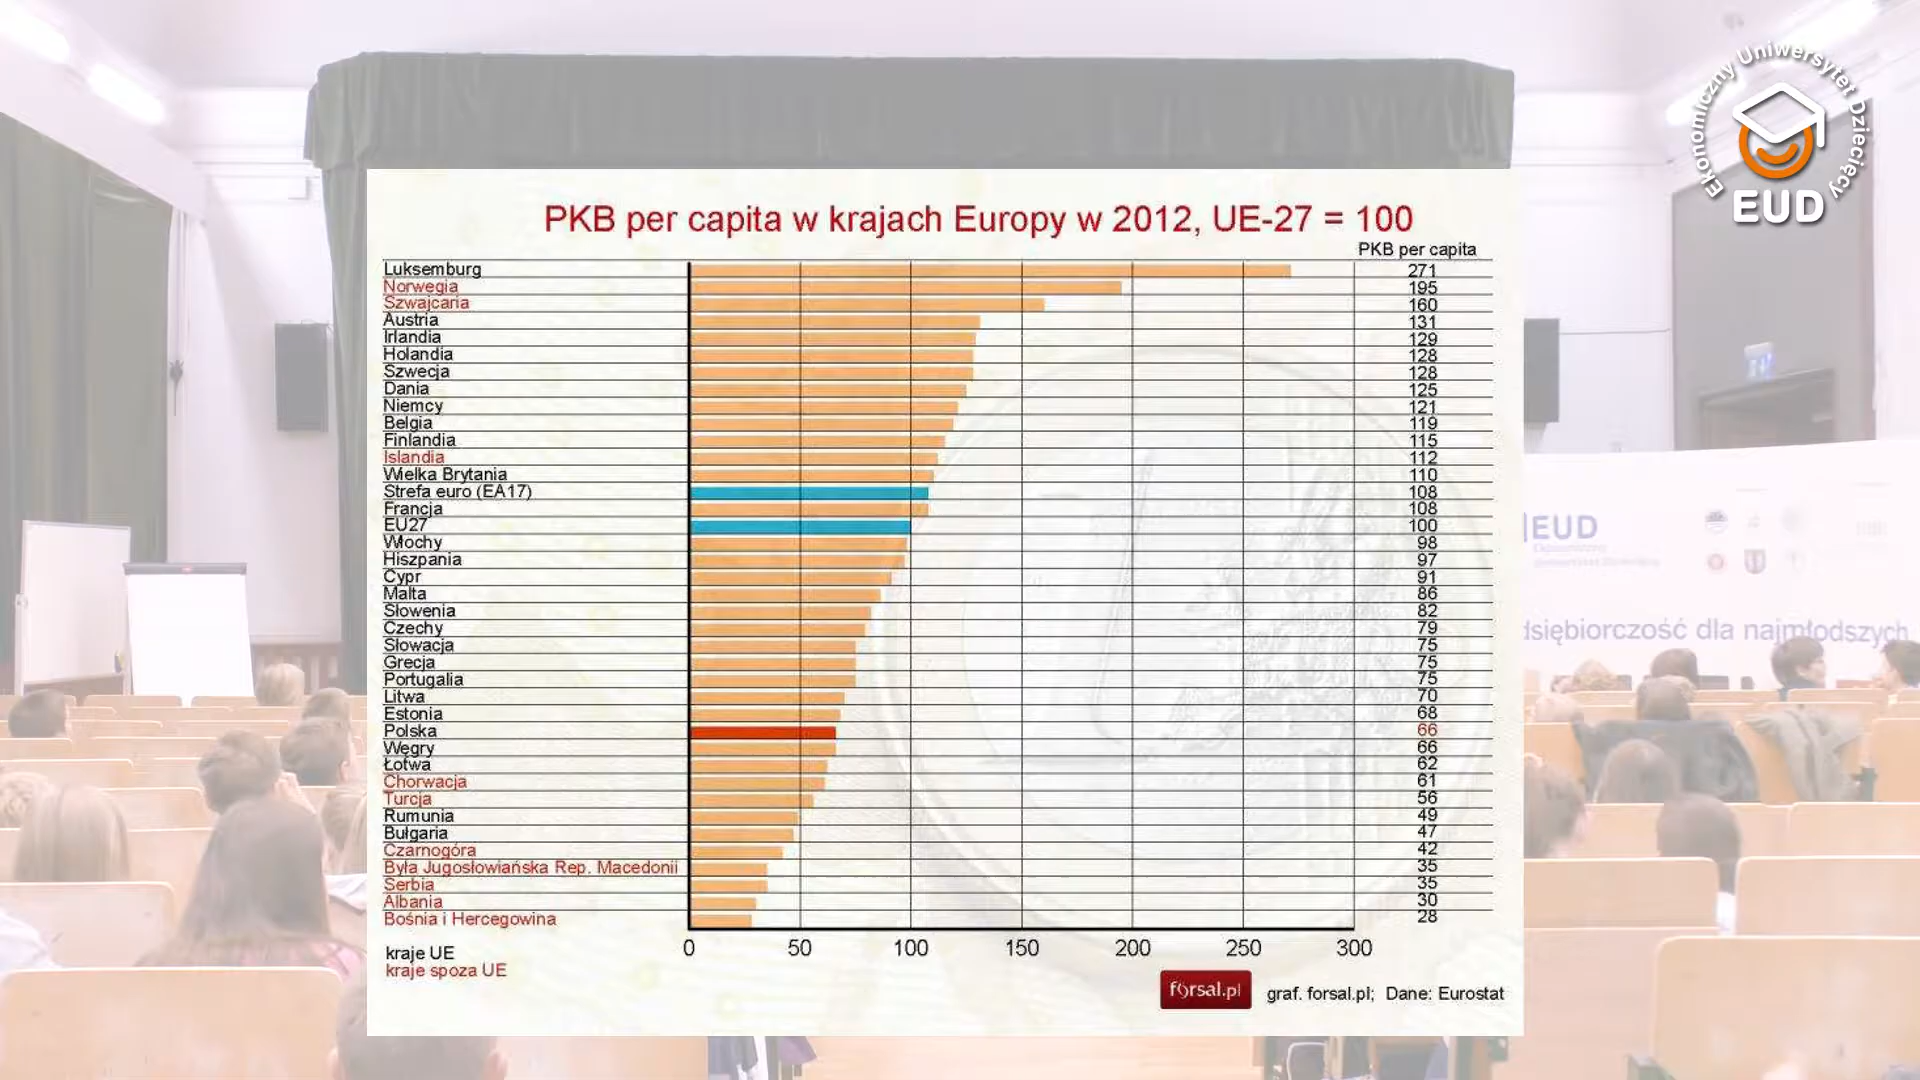 Ekonomiczny Uniwersytet Dziecięcy
EUD
PKB per capita w krajach Europy w 2012, UE-27 = 100
PKB per capita
Luksemburg 271
Norwegia 195
Szwajcaria 160
Austria 131
Irlandia 129
Holandia 128
Szwecja 128
Dania 125
Niemcy 121
Belgia 119
Finlandia 115
Islandia 112
Wielka Brytania 110
Strefa euro (EA17) 108
Francja 108
EU27 100
Włochy 98
Hiszpania 97
Cypr 91
Malta 86
Słowenia 82
Czechy 79
Słowacja 75
Grecja 75
Portugalia 75
Litwa 70
Estonia 68
Polska 66
Węgry 66
Łotwa 62
Chorwacja 61
Turcja 56
Rumunia 49
Bułgaria 47
Czarnogóra 42
Była Jugosłowiańska Rep. Macedonii 35
Serbia 35
Albania 30
Bośnia i Hercegowina 28
0 50 100 150 200 250 300
kraje UE
kraje spoza UE
forsal.pl
graf. forsal.pl; Dane: Eurostat
EUD
dsiębiorczość dla najmłodszych